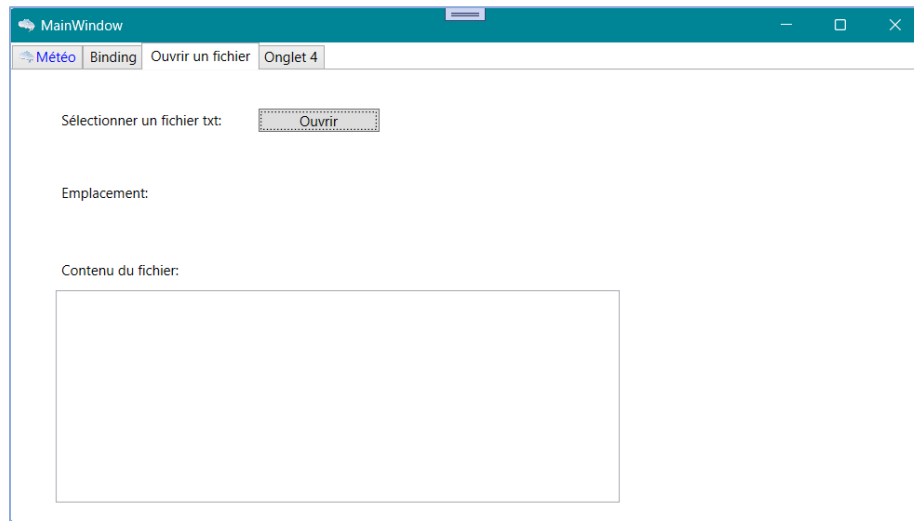 MainWindow
Météo Binding Ouvrir un fichier Onglet 4
Sélectionner un fichier txt: Ouvrir
Emplacement:
Contenu du fichier: